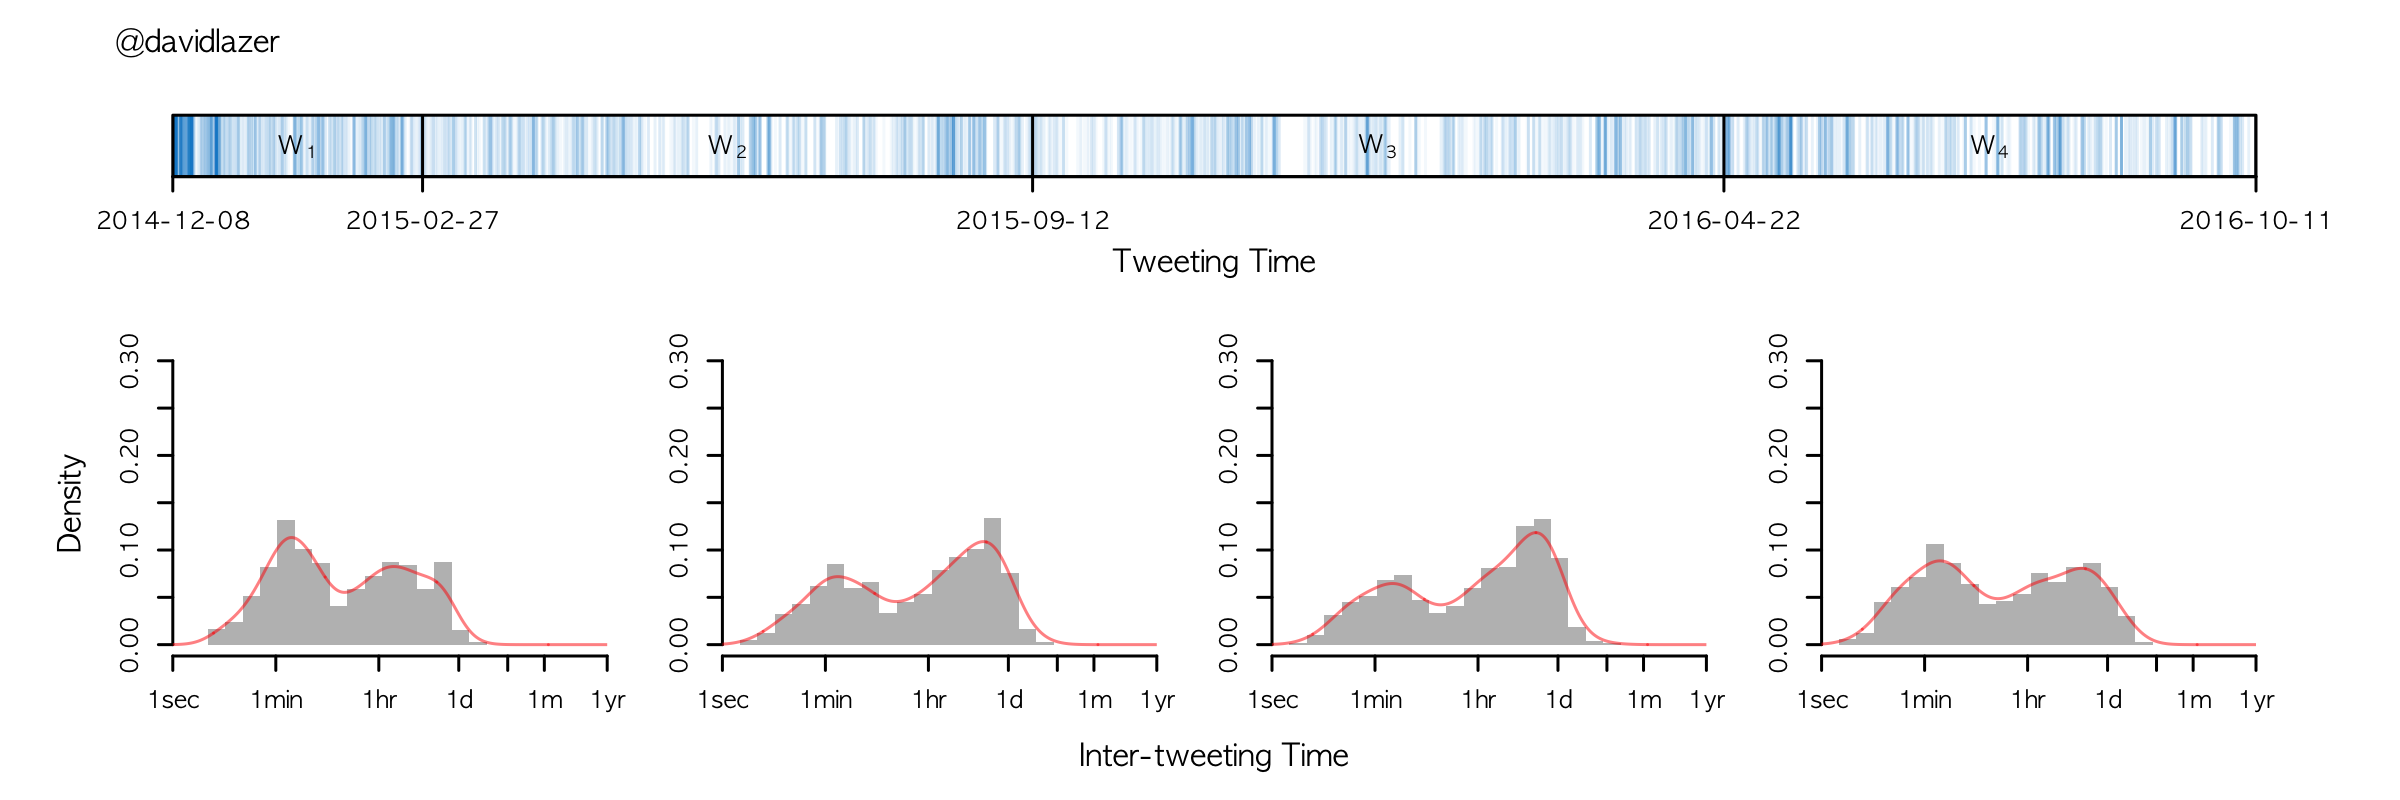 @davidlazer
W1 W2 W3 W4
2014-12-08 2015-02-27 2015-09-12 2016-04-22 2016-10-11
Tweeting Time
Density
0.30 0.30 0.30 0.30
0.20 0.20 0.20 0.20
0.10 0.10 0.10 0.10
0.00 0.00 0.00 0.00
1sec 1min 1hr 1d 1m 1yr 1sec 1min 1hr 1d 1m 1yr 1sec 1min 1hr 1d 1m 1yr 1sec 1min 1hr 1d 1m 1yr
Inter-tweeting Time